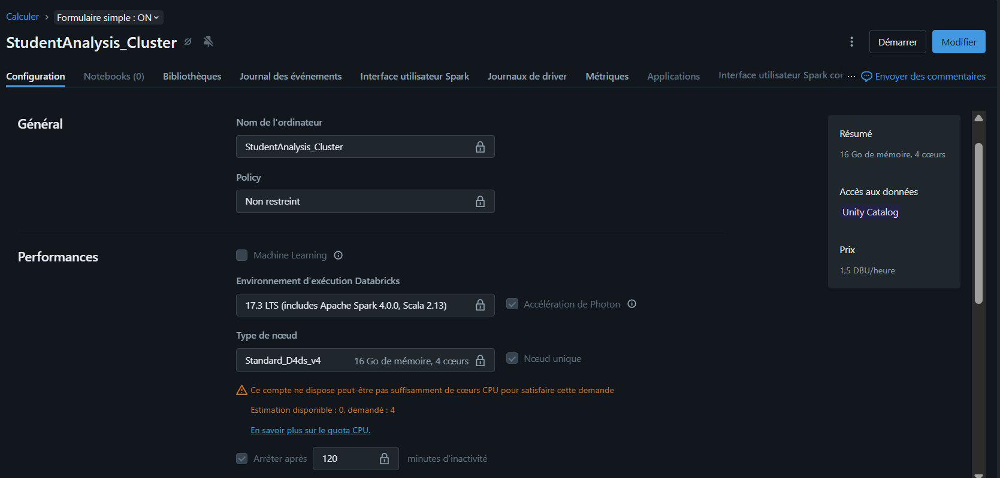 Calculer › Formulaire simple : ON
StudentAnalysis_Cluster
Démarrer
Modifier
Configuration
Notebooks (0)
Bibliothèques
Journal des événements
Interface utilisateur Spark
Journaux de driver
Métriques
Applications
Interface utilisateur Spark cor ...
Envoyer des commentaires
Général
Nom de l'ordinateur
StudentAnalysis_Cluster
Policy
Non restreint
Performances
Machine Learning
Environnement d'exécution Databricks
17.3 LTS (includes Apache Spark 4.0.0, Scala 2.13)
Accélération de Photon
Type de nœud
Standard_D4ds_v4 16 Go de mémoire, 4 cœurs
Nœud unique
Ce compte ne dispose peut-être pas suffisamment de cœurs CPU pour satisfaire cette demande
Estimation disponible : 0, demandé : 4
En savoir plus sur le quota CPU.
Arrêter après 120 minutes d'inactivité
Résumé
16 Go de mémoire, 4 cœurs
Accès aux données
Unity Catalog
Prix
1,5 DBU/heure